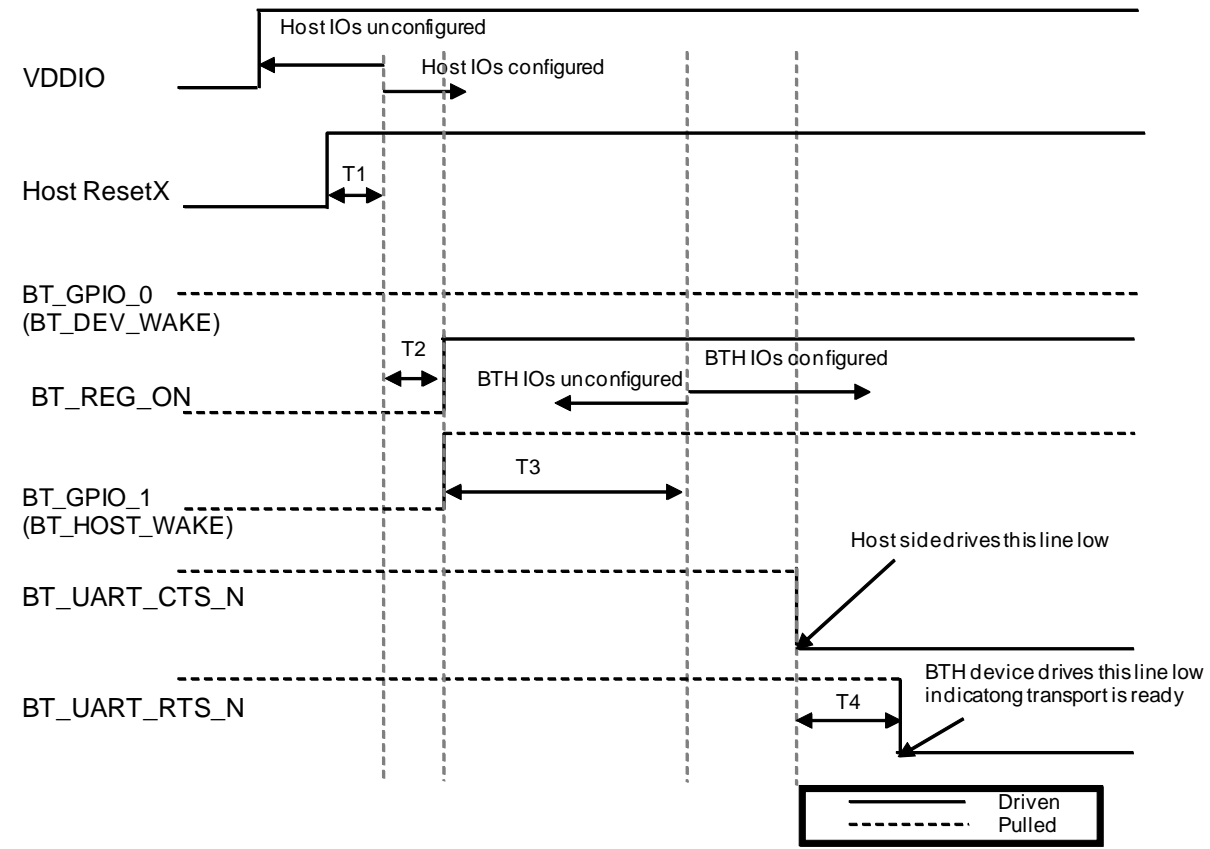 Host IOs unconfigured
Host IOs configured
VDDIO
T1
Host ResetX
BT_GPIO_0
(BT_DEV_WAKE)
T2
BTH IOs configured
BTH IOs unconfigured
BT_REG_ON
T3
BT_GPIO_1
(BT_HOST_WAKE)
Host side drives this line low
BT_UART_CTS_N
BTH device drives this line low
indicatong transport is ready
T4
BT_UART_RTS_N
Driven
Pulled